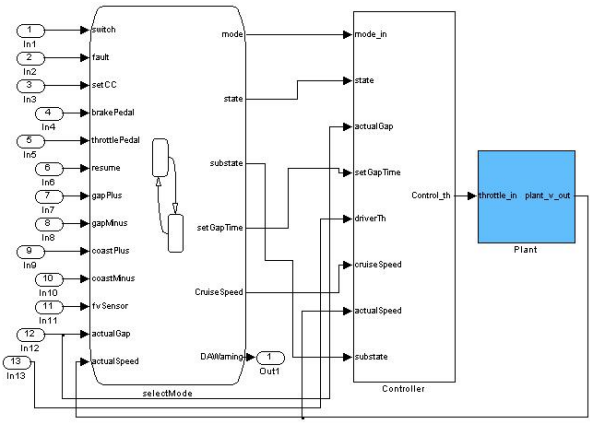 1
In1
2
In2
3
In3
4
In4
5
In5
6
In6
7
In7
8
In8
9
In9
10
In10
11
In11
12
In12
13
In13
switch
fault
setCC
brakePedal
throttlePedal
resume
gapPlus
gapMinus
coastPlus
coastMinus
fvSensor
actualGap
actualSpeed
mode
state
substate
setGapTime
CruiseSpeed
DAWarning
selectMode
1
Out1
mode_in
state
actualGap
setGapTime
driverTh
cruiseSpeed
actualSpeed
substate
Control_th
Controller
throttle_in plant_v_out
Plant